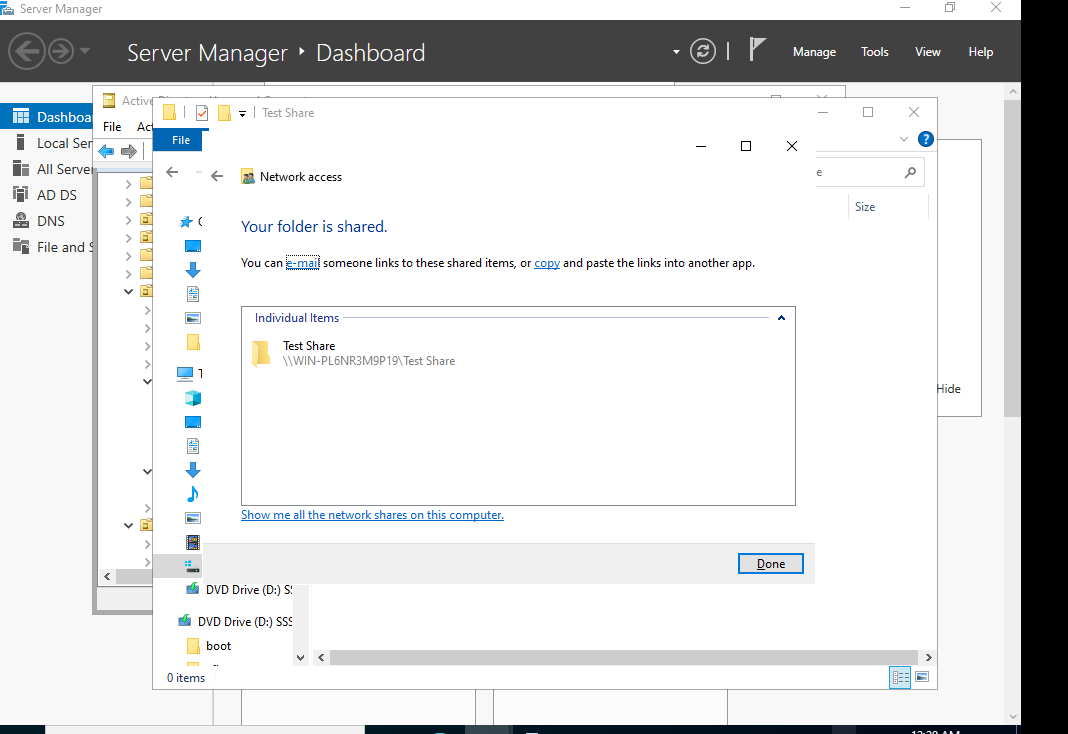 Server Manager
Server Manager
Dashboard
Manage
Tools
View
Help
File
Test Share
File
Network access
Your folder is shared.
You can e-mail someone links to these shared items, or copy and paste the links into another app.
Individual Items
Test Share
\\WIN-PL6NR3M9P19\Test Share
Show me all the network shares on this computer.
Done
Size
Hide
Local Ser
All Server
AD DS
DNS
File and S
DVD Drive (D:) SS
DVD Drive (D:) SSS
boot
0 items